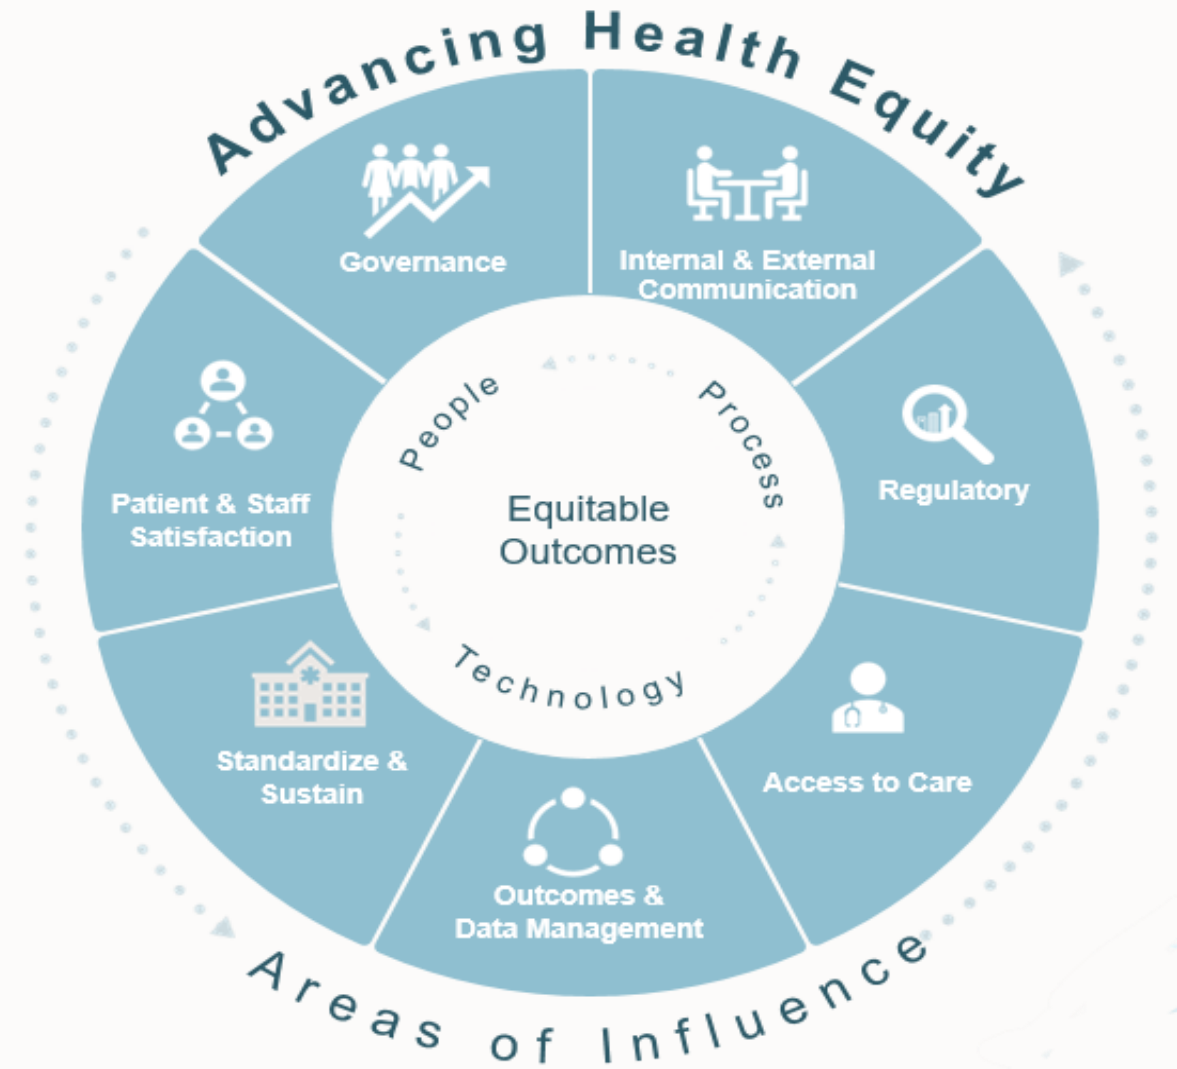 Advancing Health Equity
Governance
Internal & External
Communication
Regulatory
Access to Care
Outcomes &
Data Management
Standardize &
Sustain
Patient & Staff
Satisfaction
People
Process
Technology
Equitable
Outcomes
Areas of Influence